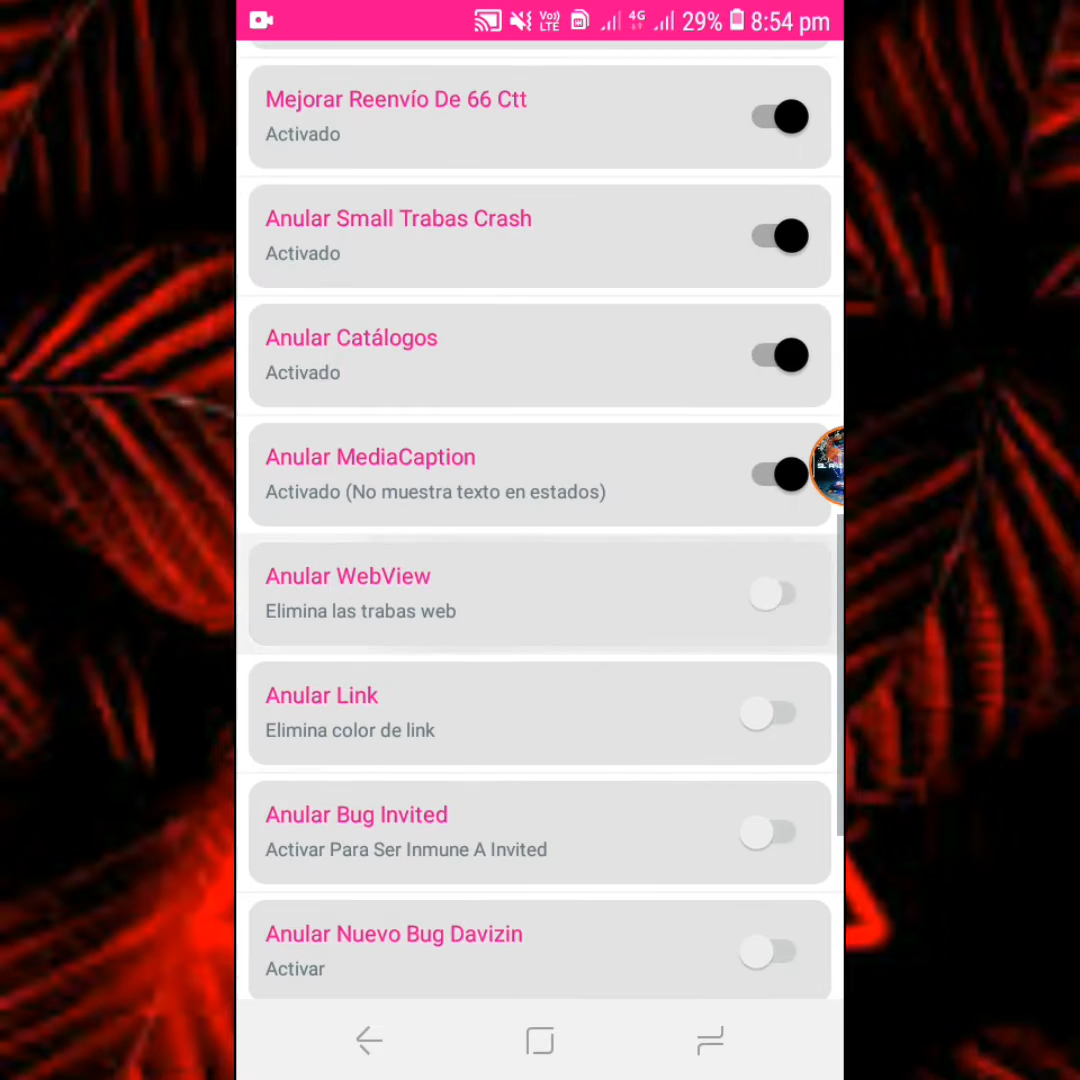 Vo))
LTE
4G
29%
8:54 pm
Mejorar Reenvío De 66 Ctt
Activado
Anular Small Trabas Crash
Activado
Anular Catálogos
Activado
Anular MediaCaption
Activado (No muestra texto en estados)
Anular WebView
Elimina las trabas web
Anular Link
Elimina color de link
Anular Bug Invited
Activar Para Ser Inmune A Invited
Anular Nuevo Bug Davizin
Activar